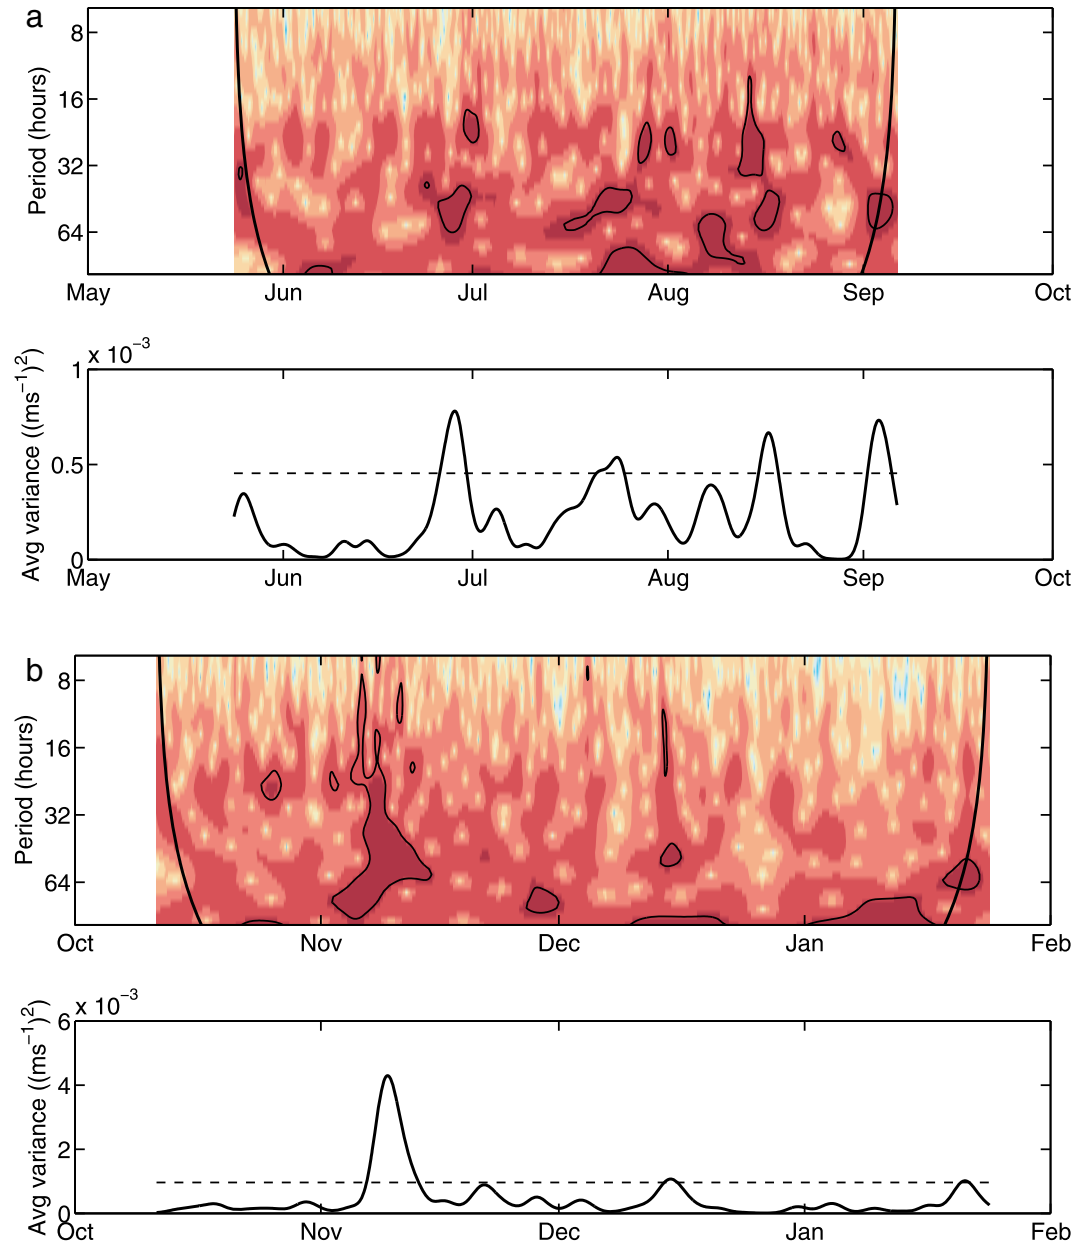 a
Period (hours)
8
16
32
64
May Jun Jul Aug Sep Oct
x 10⁻³
Avg variance ((ms⁻¹)²)
1
0.5
0
May Jun Jul Aug Sep Oct
b
Period (hours)
8
16
32
64
Oct Nov Dec Jan Feb
x 10⁻³
Avg variance ((ms⁻¹)²)
6
4
2
0
Oct Nov Dec Jan Feb